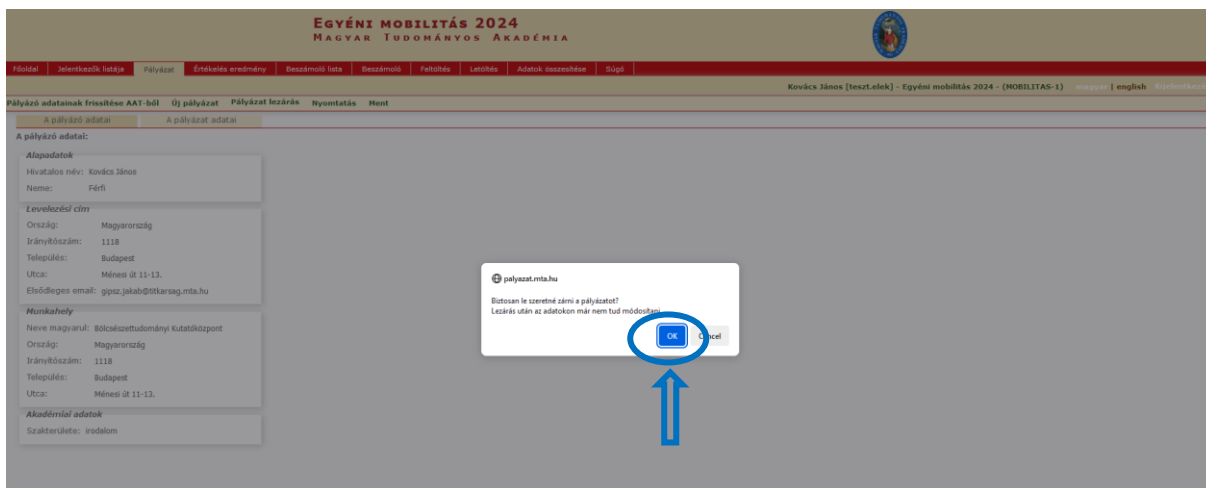 EGYÉNI MOBILITÁS 2024
MAGYAR TUDOMÁNYOS AKADÉMIA
Főoldal Jelentkezők listája Pályázat Értékelés eredmény Beszámoló lista Beszámoló Feltöltés Letöltés Adatok összesítése Súgó
Kovács János [teszt.elek] - Egyéni mobilitás 2024 - (MOBILITAS-1) magyar | english Kijelentkezés
Pályázó adatainak frissítése AAT-ből Új pályázat Pályázat lezárás Nyomtatás Ment
A pályázó adatai A pályázat adatai
A pályázó adatai:
Alapadatok
Hivatalos név: Kovács János
Neme: Férfi
Levelezési cím
Ország: Magyarország
Irányítószám: 1118
Település: Budapest
Utca: Ménesi út 11-13.
Elsődleges email: gipsz.jakab@titkarsag.mta.hu
Munkahely
Neve magyarul: Bölcsészettudományi Kutatóközpont
Ország: Magyarország
Irányítószám: 1118
Település: Budapest
Utca: Ménesi út 11-13.
Akadémiai adatok
Szakterülete: irodalom
palyazat.mta.hu
Biztosan le szeretné zárni a pályázatot?
Lezárás után az adatokon már nem tud módosítani
OK Cancel